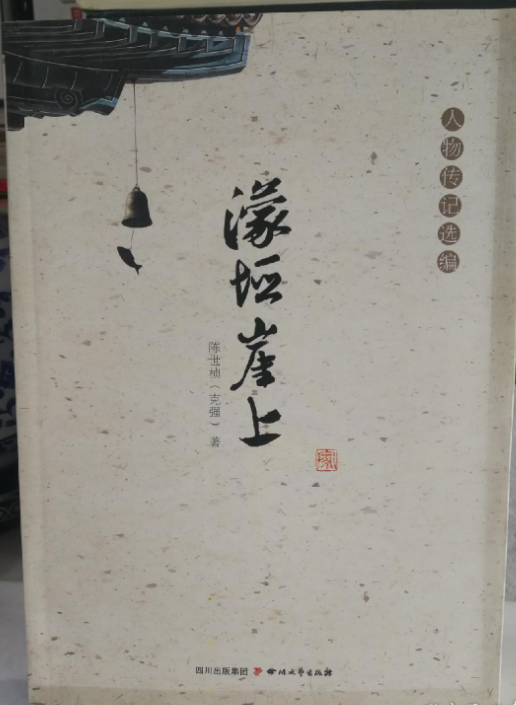 人物传记选编
濛垭崖上
陈世桢（克强）著
四川出版集团 四川文艺出版社